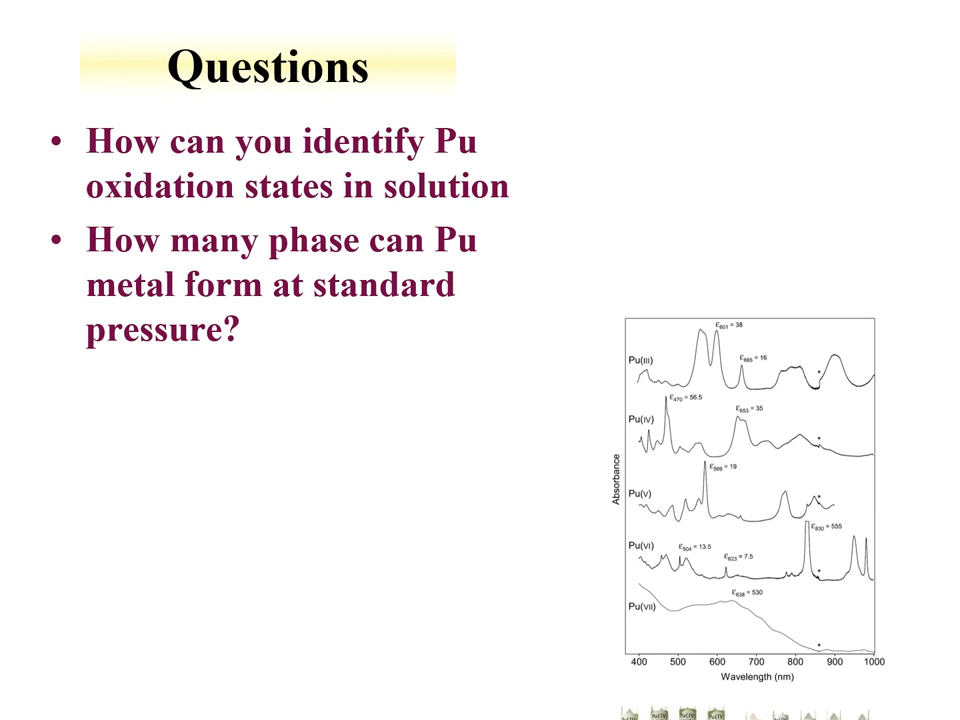 Questions
• How can you identify Pu
oxidation states in solution
• How many phase can Pu
metal form at standard
pressure?
ε601 = 38
Pu(III)
ε665 = 16
*
ε470 = 56.5
ε653 = 35
Pu(IV)
*
Absorbance
ε569 = 19
Pu(V)
*
ε830 = 555
Pu(VI)
ε504 = 13.5
ε623 = 7.5
*
ε638 = 530
Pu(VII)
*
400 500 600 700 800 900 1000
Wavelength (nm)